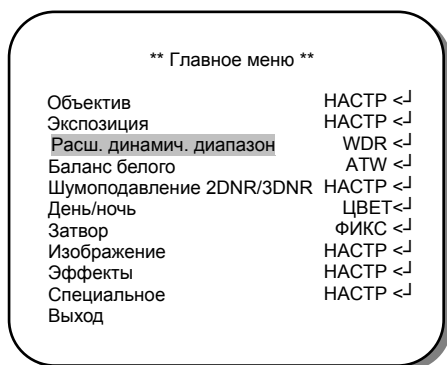 ** Главное меню **
Объектив НАСТР <┘
Экспозиция НАСТР <┘
Расш. динамич. диапазон WDR <┘
Баланс белого ATW <┘
Шумоподавление 2DNR/3DNR НАСТР <┘
День/ночь ЦВЕТ<┘
Затвор ФИКС <┘
Изображение НАСТР <┘
Эффекты НАСТР <┘
Специальное НАСТР <┘
Выход